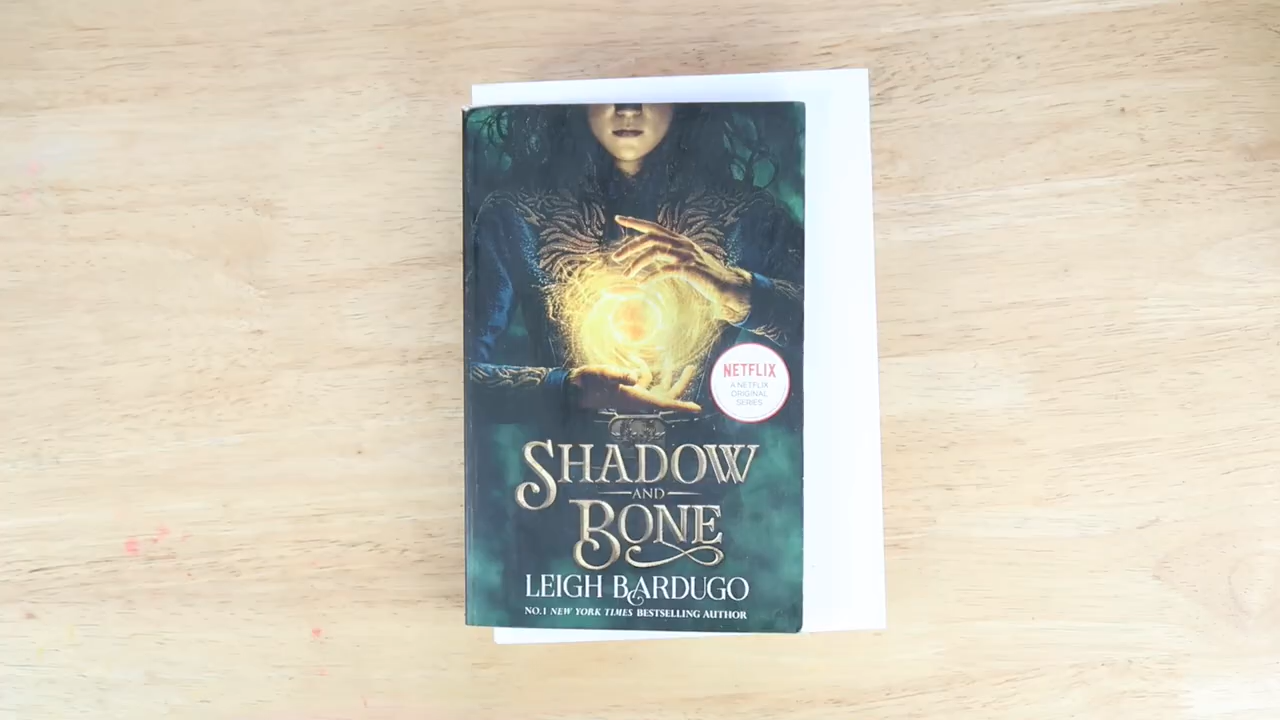 NETFLIX
A NETFLIX
ORIGINAL
SERIES
SHADOW
AND
BONE
LEIGH BARDUGO
NO.1 NEW YORK TIMES BESTSELLING AUTHOR